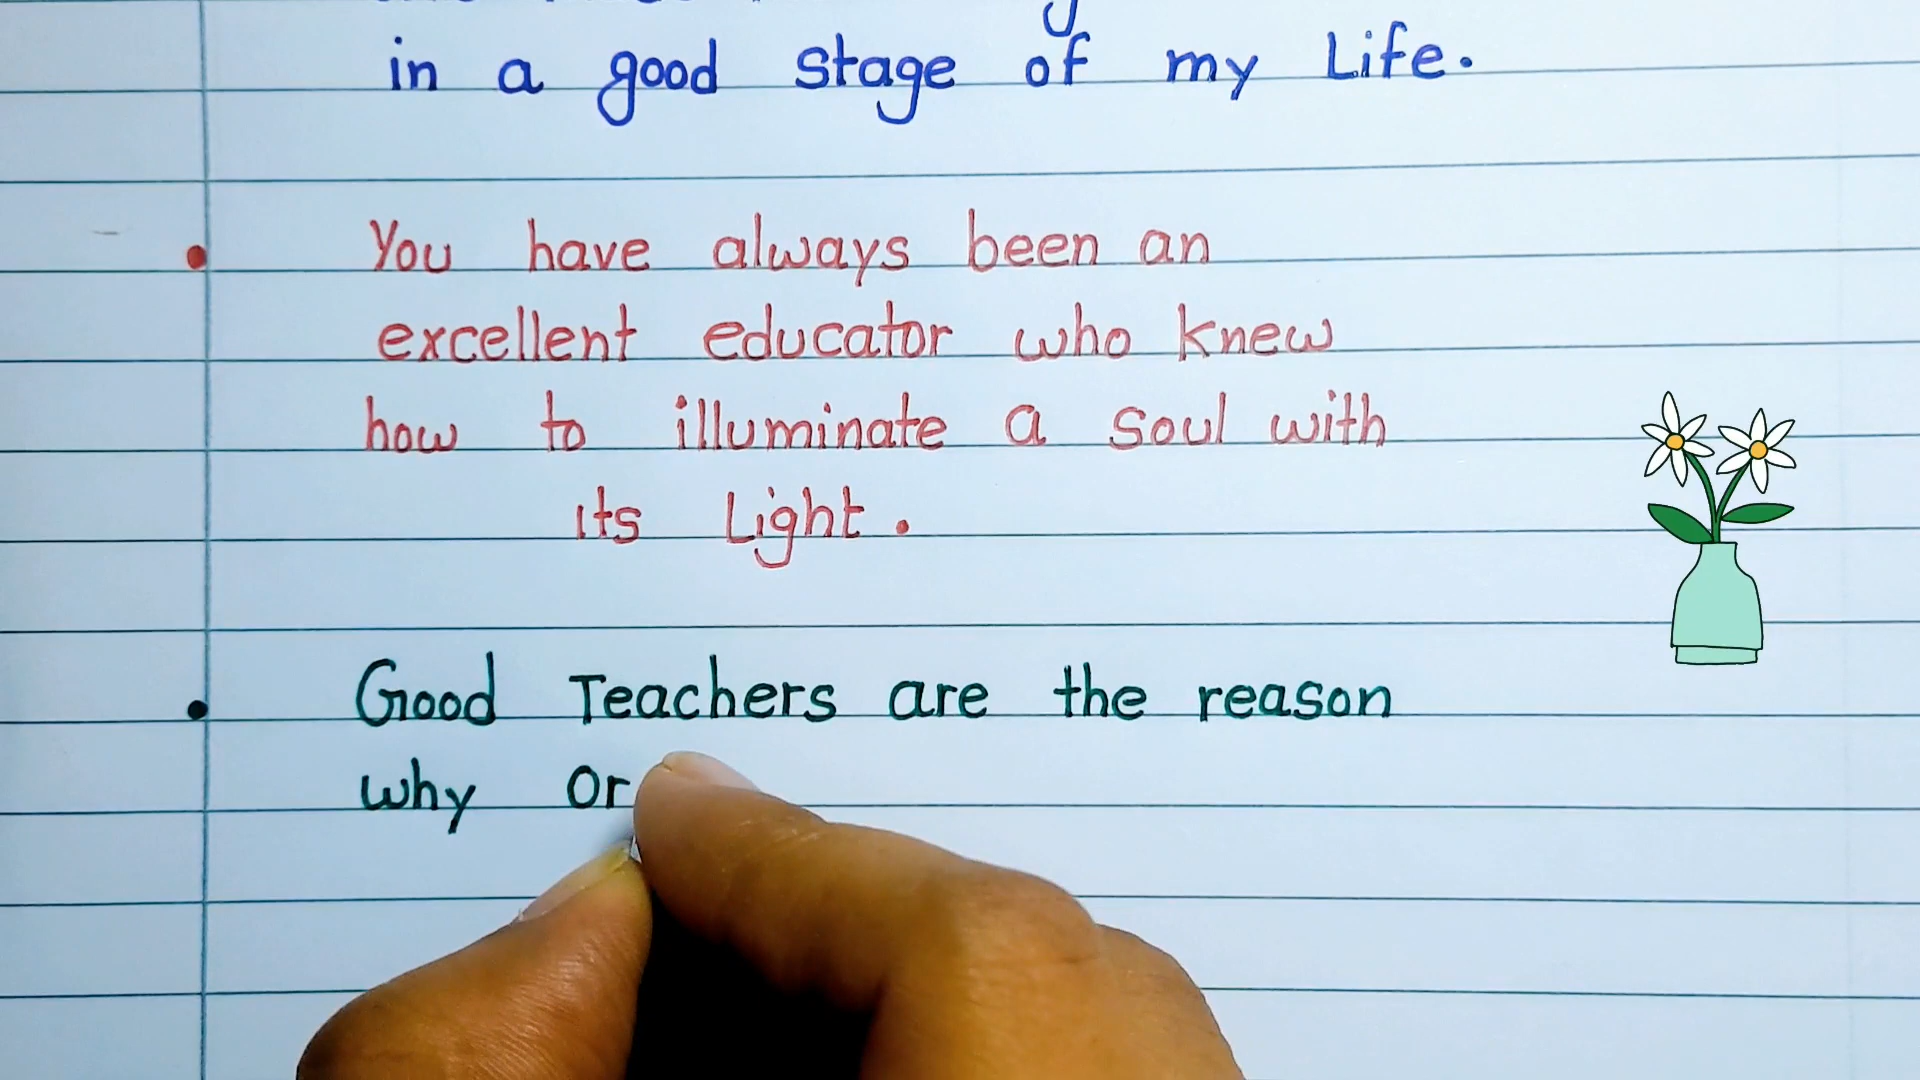 in a good stage of my Life.
• You have always been an
excellent educator who knew
how to illuminate a soul with
its Light.
• Good Teachers are the reason
why or